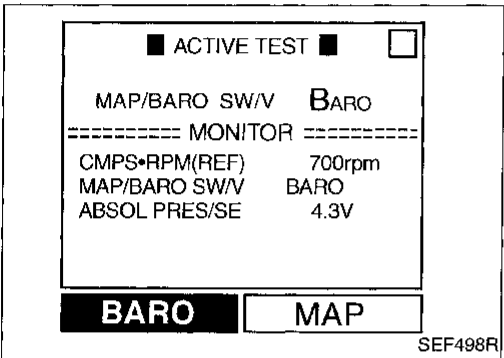 ■ ACTIVE TEST ■ □
MAP/BARO SW/V BARO
========= MONITOR =========
CMPS•RPM(REF) 700rpm
MAP/BARO SW/V BARO
ABSOL PRES/SE 4.3V
BARO MAP
SEF498R